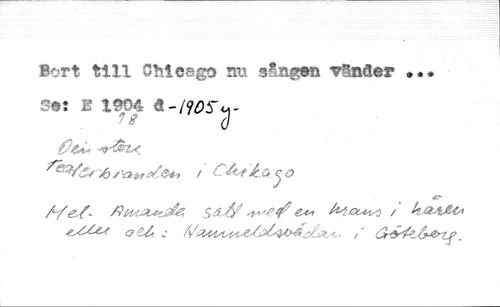 Bort till Chicago nu sången vänder ...
Se: E 1904 d -1905 y-
98
Den store
Teaterbranden i Chikago
Mel. Amanda satt med en krans i håren
eller och: Hammeldsvådan i Göteborg.